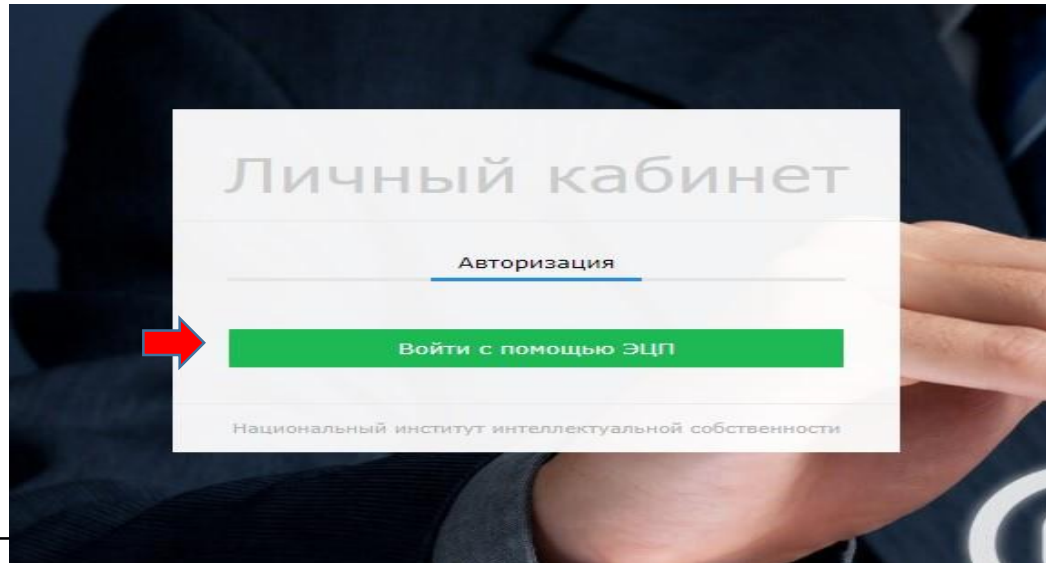 Личный кабинет
Авторизация
Войти с помощью ЭЦП
Национальный институт интеллектуальной собственности